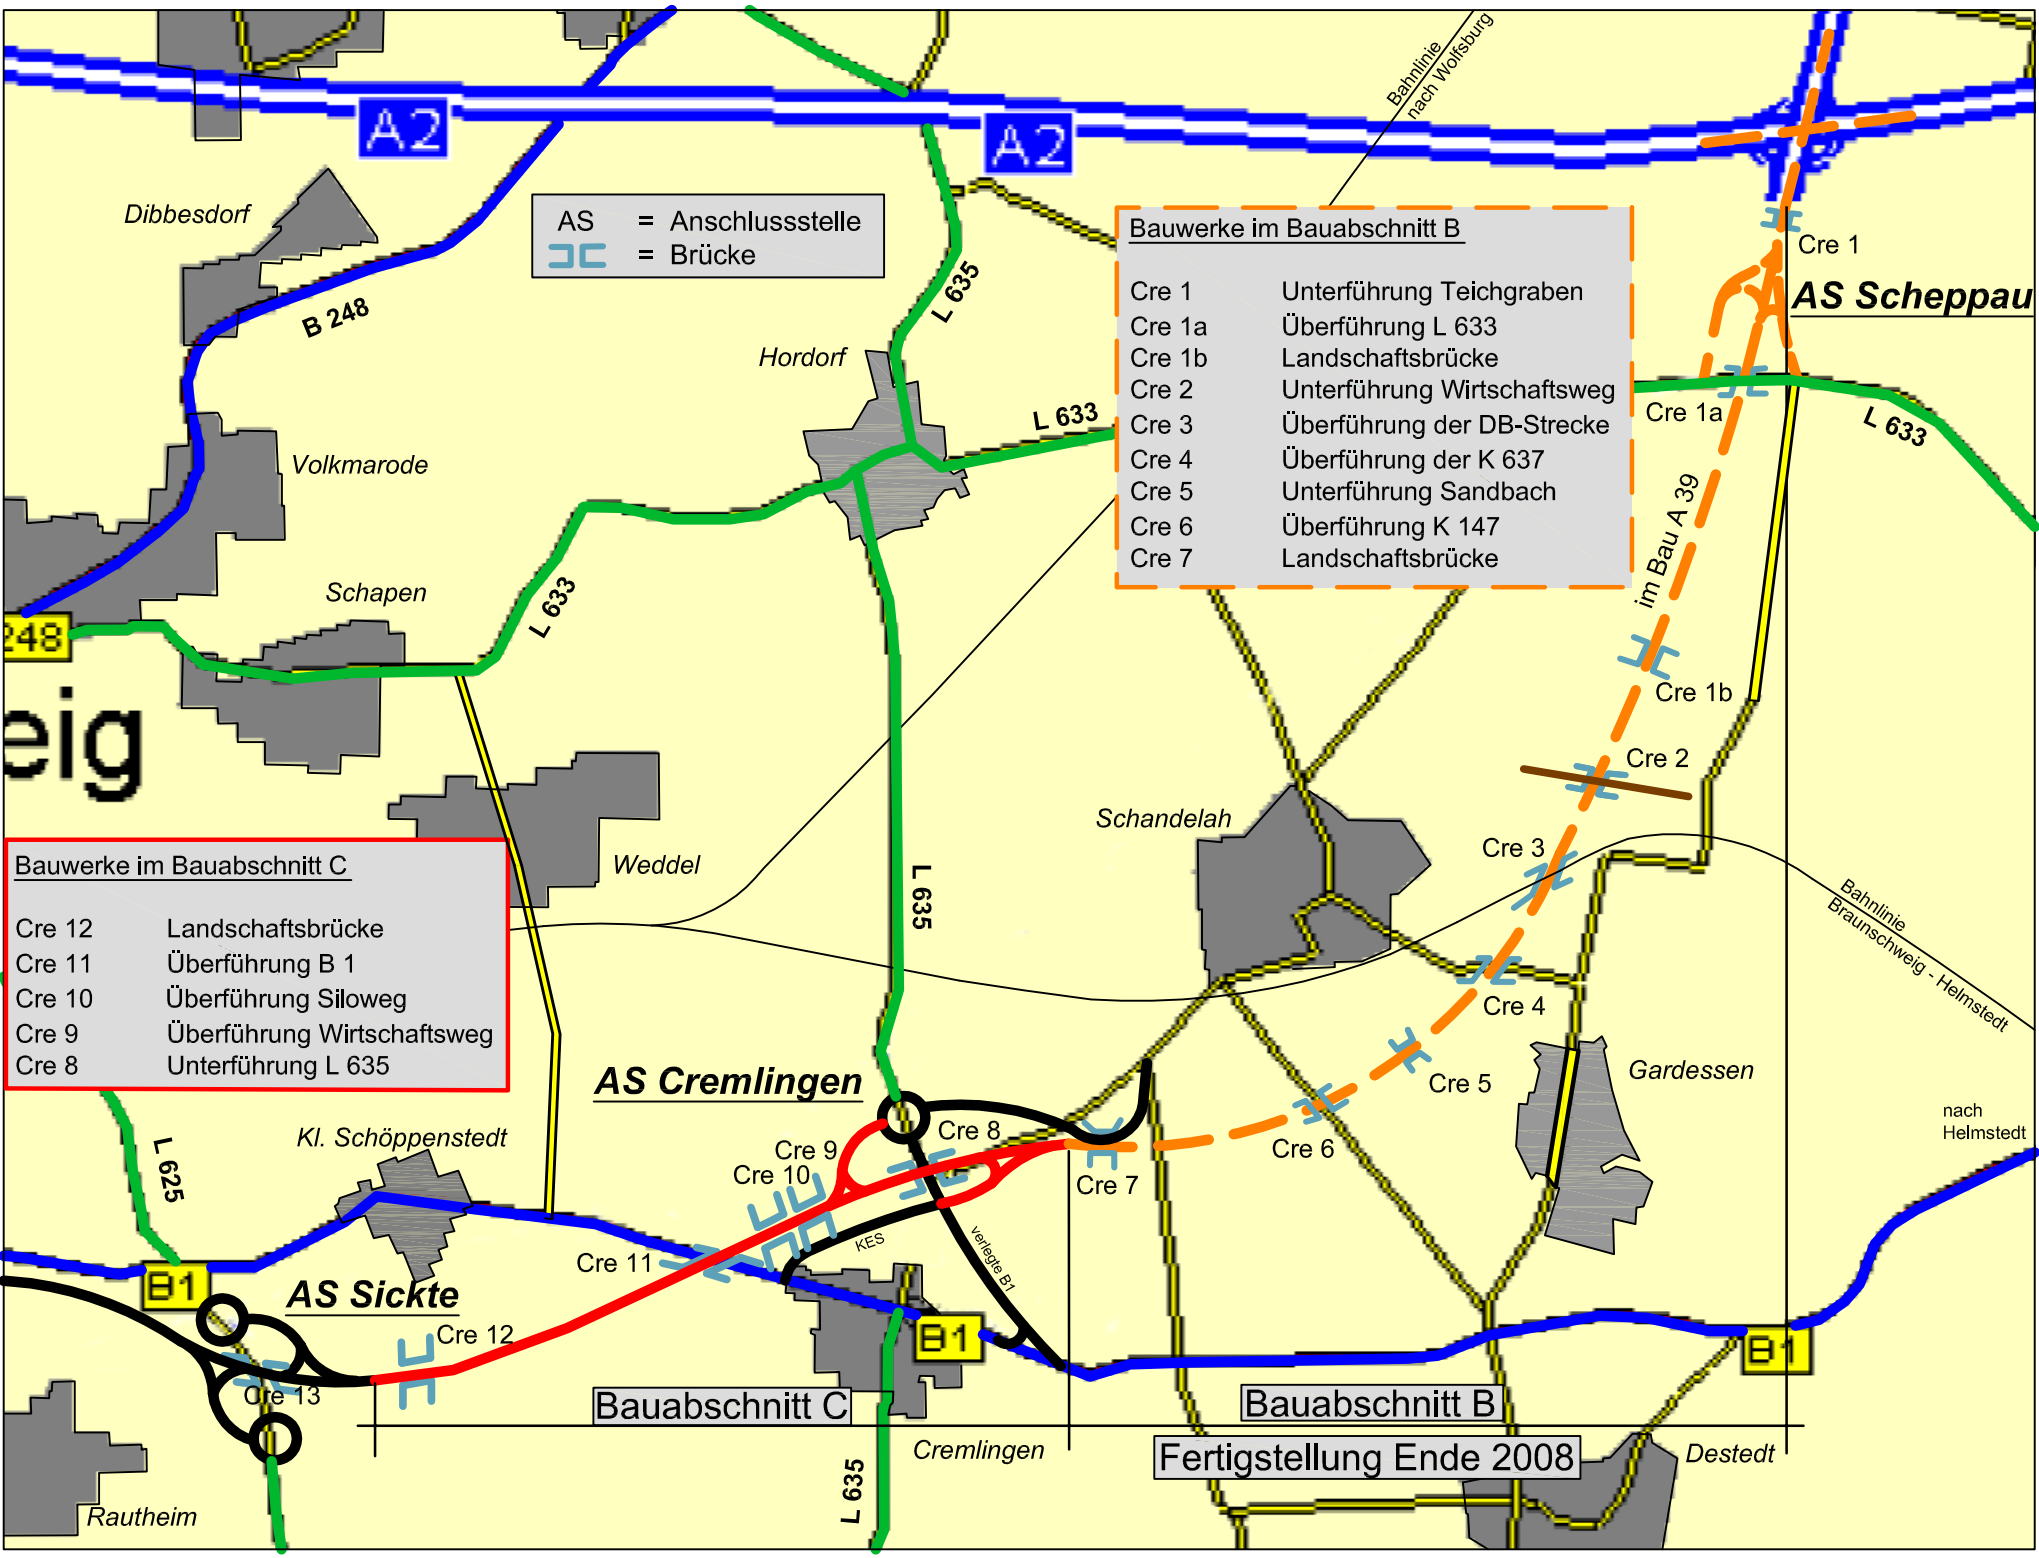 Bahnlinie
nach Wolfsburg
A2
A2
Dibbesdorf
AS = Anschlussstelle
= Brücke
B 248
L 635
Bauwerke im Bauabschnitt B
Cre 1 Unterführung Teichgraben
Cre 1a Überführung L 633
Cre 1b Landschaftsbrücke
Cre 2 Unterführung Wirtschaftsweg
Cre 3 Überführung der DB-Strecke
Cre 4 Überführung der K 637
Cre 5 Unterführung Sandbach
Cre 6 Überführung K 147
Cre 7 Landschaftsbrücke
Cre 1
AS Scheppau
Hordorf
L 633
Cre 1a
L 633
Volkmarode
im Bau A 39
Schapen
L 633
248
eig
Cre 1b
Cre 2
Schandelah
Cre 3
Weddel
L 635
Bahnlinie
Braunschweig - Helmstedt
Bauwerke im Bauabschnitt C
Cre 12 Landschaftsbrücke
Cre 11 Überführung B 1
Cre 10 Überführung Siloweg
Cre 9 Überführung Wirtschaftsweg
Cre 8 Unterführung L 635
Cre 4
Cre 5
Gardessen
AS Cremlingen
nach
Helmstedt
Kl. Schöppenstedt
Cre 9
Cre 8
Cre 6
Cre 10
Cre 7
L 625
KES
verlegte B1
Cre 11
B1
AS Sickte
Cre 12
B1
B1
Cre 13
Bauabschnitt C
Bauabschnitt B
Cremlingen
Fertigstellung Ende 2008
Destedt
L 635
Rautheim